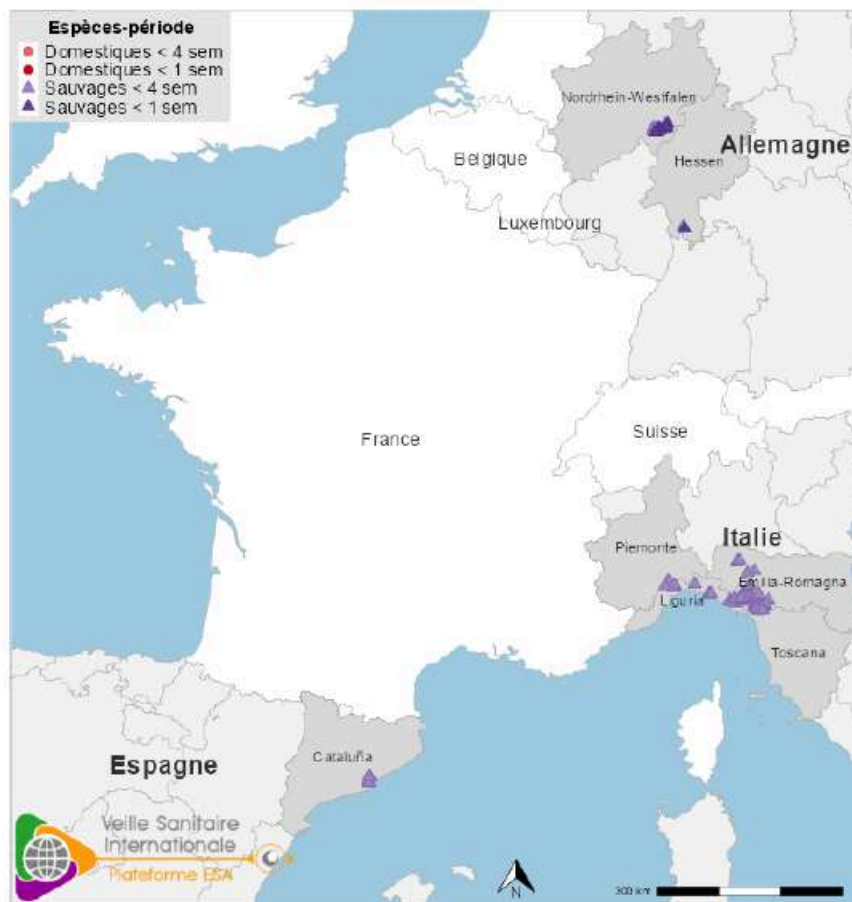 Espèces-période
Domestiques < 4 sem
Domestiques < 1 sem
Sauvages < 4 sem
Sauvages < 1 sem
Nordrhein-Westfalen
Allemagne
Belgique
Hessen
Luxembourg
France
Suisse
Italie
Piemonte
Emilia-Romagna
Liguria
Toscana
Cataluña
Espagne
Veille Sanitaire
Internationale
Plateforme ESA
N
300 km